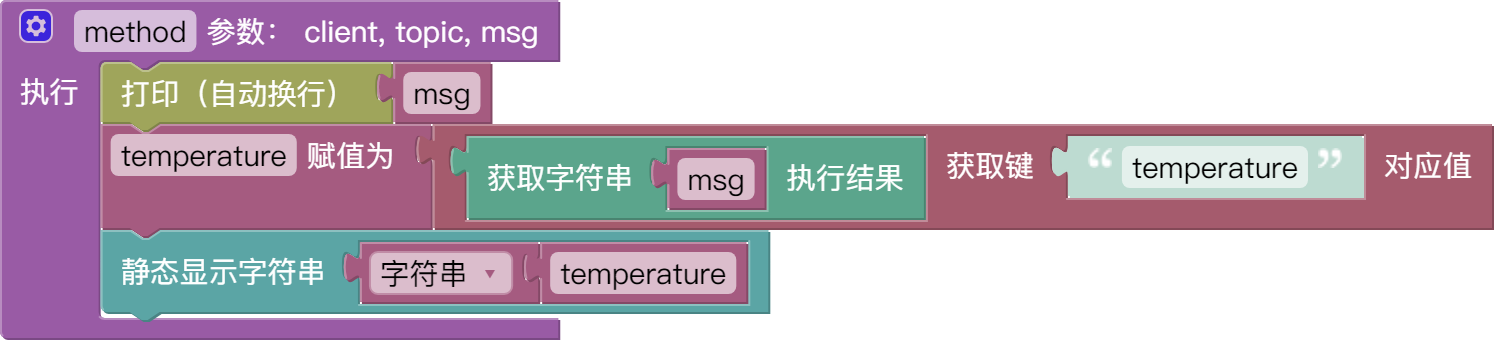 method 参数： client, topic, msg
执行 打印（自动换行） msg
temperature 赋值为 获取字符串 msg 执行结果 获取键 “ temperature ” 对应值
静态显示字符串 字符串 temperature